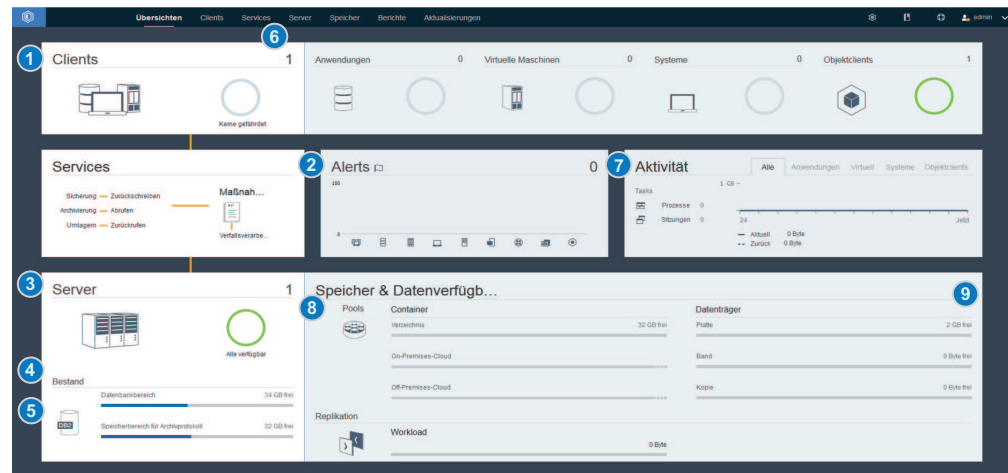 Übersichten Clients Services Server Speicher Berichte Aktualisierungen admin
6
1 Clients 1
Keine gefährdet
Anwendungen 0 Virtuelle Maschinen 0 Systeme 0 Objektclients 1
Services
Sicherung Zurückschreiben
Archivierung Abrufen
Umlagern Zurückrufen
Maßnah...
Verfallsverarbe...
2 Alerts 0
100
0
7 Aktivität Alle Anwendungen Virtuell Systeme Objektclients
Tasks
Prozesse 0
Sitzungen 0
1 GB
24 Jetzt
Aktuell 0 Byte
Zurück 0 Byte
3 Server 1
Alle verfügbar
4
Bestand
5
DB2
Datenbankbereich 34 GB frei
Speicherbereich für Archivprotokoll 32 GB frei
Speicher & Datenverfügb...
8 9
Pools
Container
Verzeichnis 32 GB frei
On-Premises-Cloud
Off-Premises-Cloud
Datenträger
Platte 2 GB frei
Band 0 Byte frei
Kopie 0 Byte frei
Replikation
Workload
0 Byte